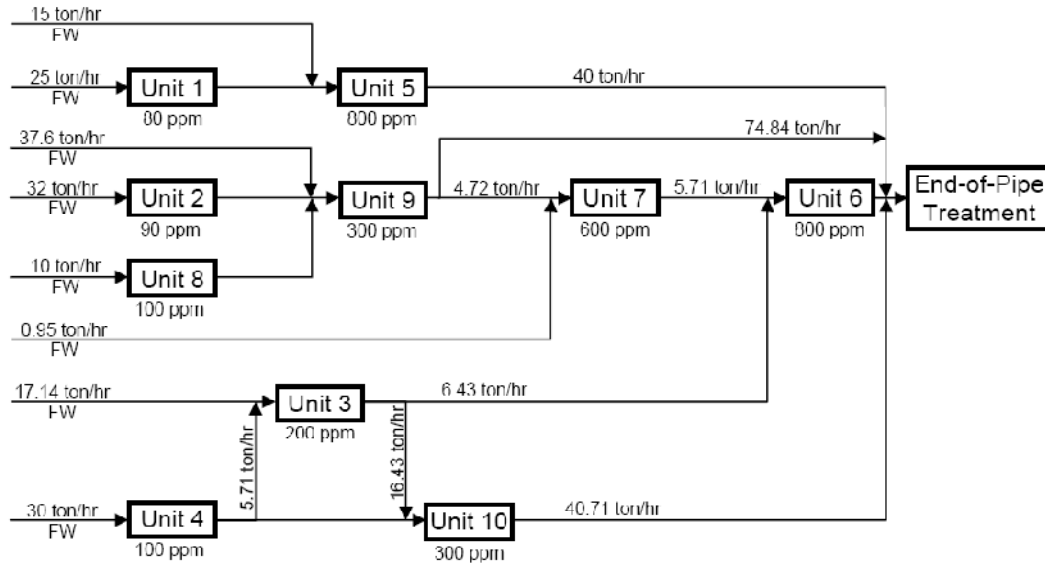 15 ton/hr
FW
25 ton/hr
FW
Unit 1
80 ppm
Unit 5
800 ppm
40 ton/hr
37.6 ton/hr
FW
74.84 ton/hr
32 ton/hr
FW
Unit 2
90 ppm
Unit 9
300 ppm
4.72 ton/hr
Unit 7
600 ppm
5.71 ton/hr
Unit 6
800 ppm
End-of-Pipe
Treatment
10 ton/hr
FW
Unit 8
100 ppm
0.95 ton/hr
FW
17.14 ton/hr
FW
Unit 3
200 ppm
6.43 ton/hr
5.71 ton/hr
16.43 ton/hr
30 ton/hr
FW
Unit 4
100 ppm
Unit 10
300 ppm
40.71 ton/hr